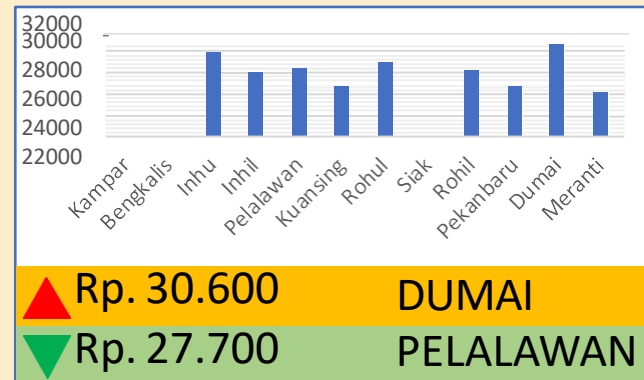 32000
30000
28000
26000
24000
22000
Kampar
Bengkalis
Inhu
Inhil
Pelalawan
Kuansing
Rohul
Siak
Rohil
Pekanbaru
Dumai
Meranti
Rp. 30.600 DUMAI
Rp. 27.700 PELALAWAN